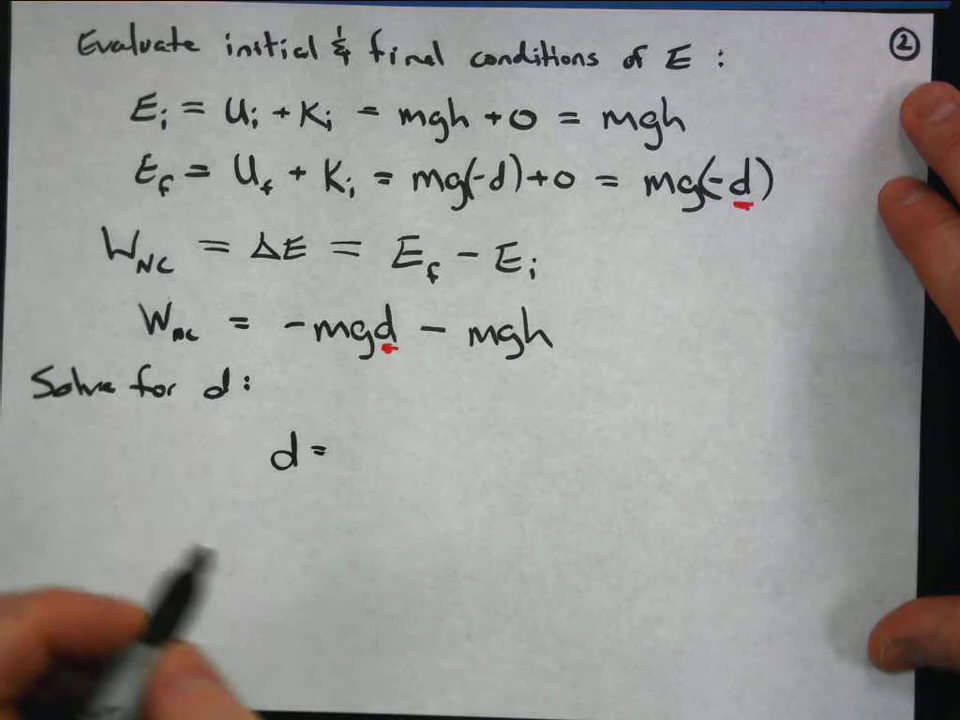 Evaluate initial & final conditions of E :
②
Eᵢ = Uᵢ + Kᵢ = mgh + 0 = mgh
E_f = U_f + Kᵢ = mg(-d) + 0 = mg(-d)
W_NC = ΔE = E_f - Eᵢ
W_nc = -mgd - mgh
Solve for d :
d =